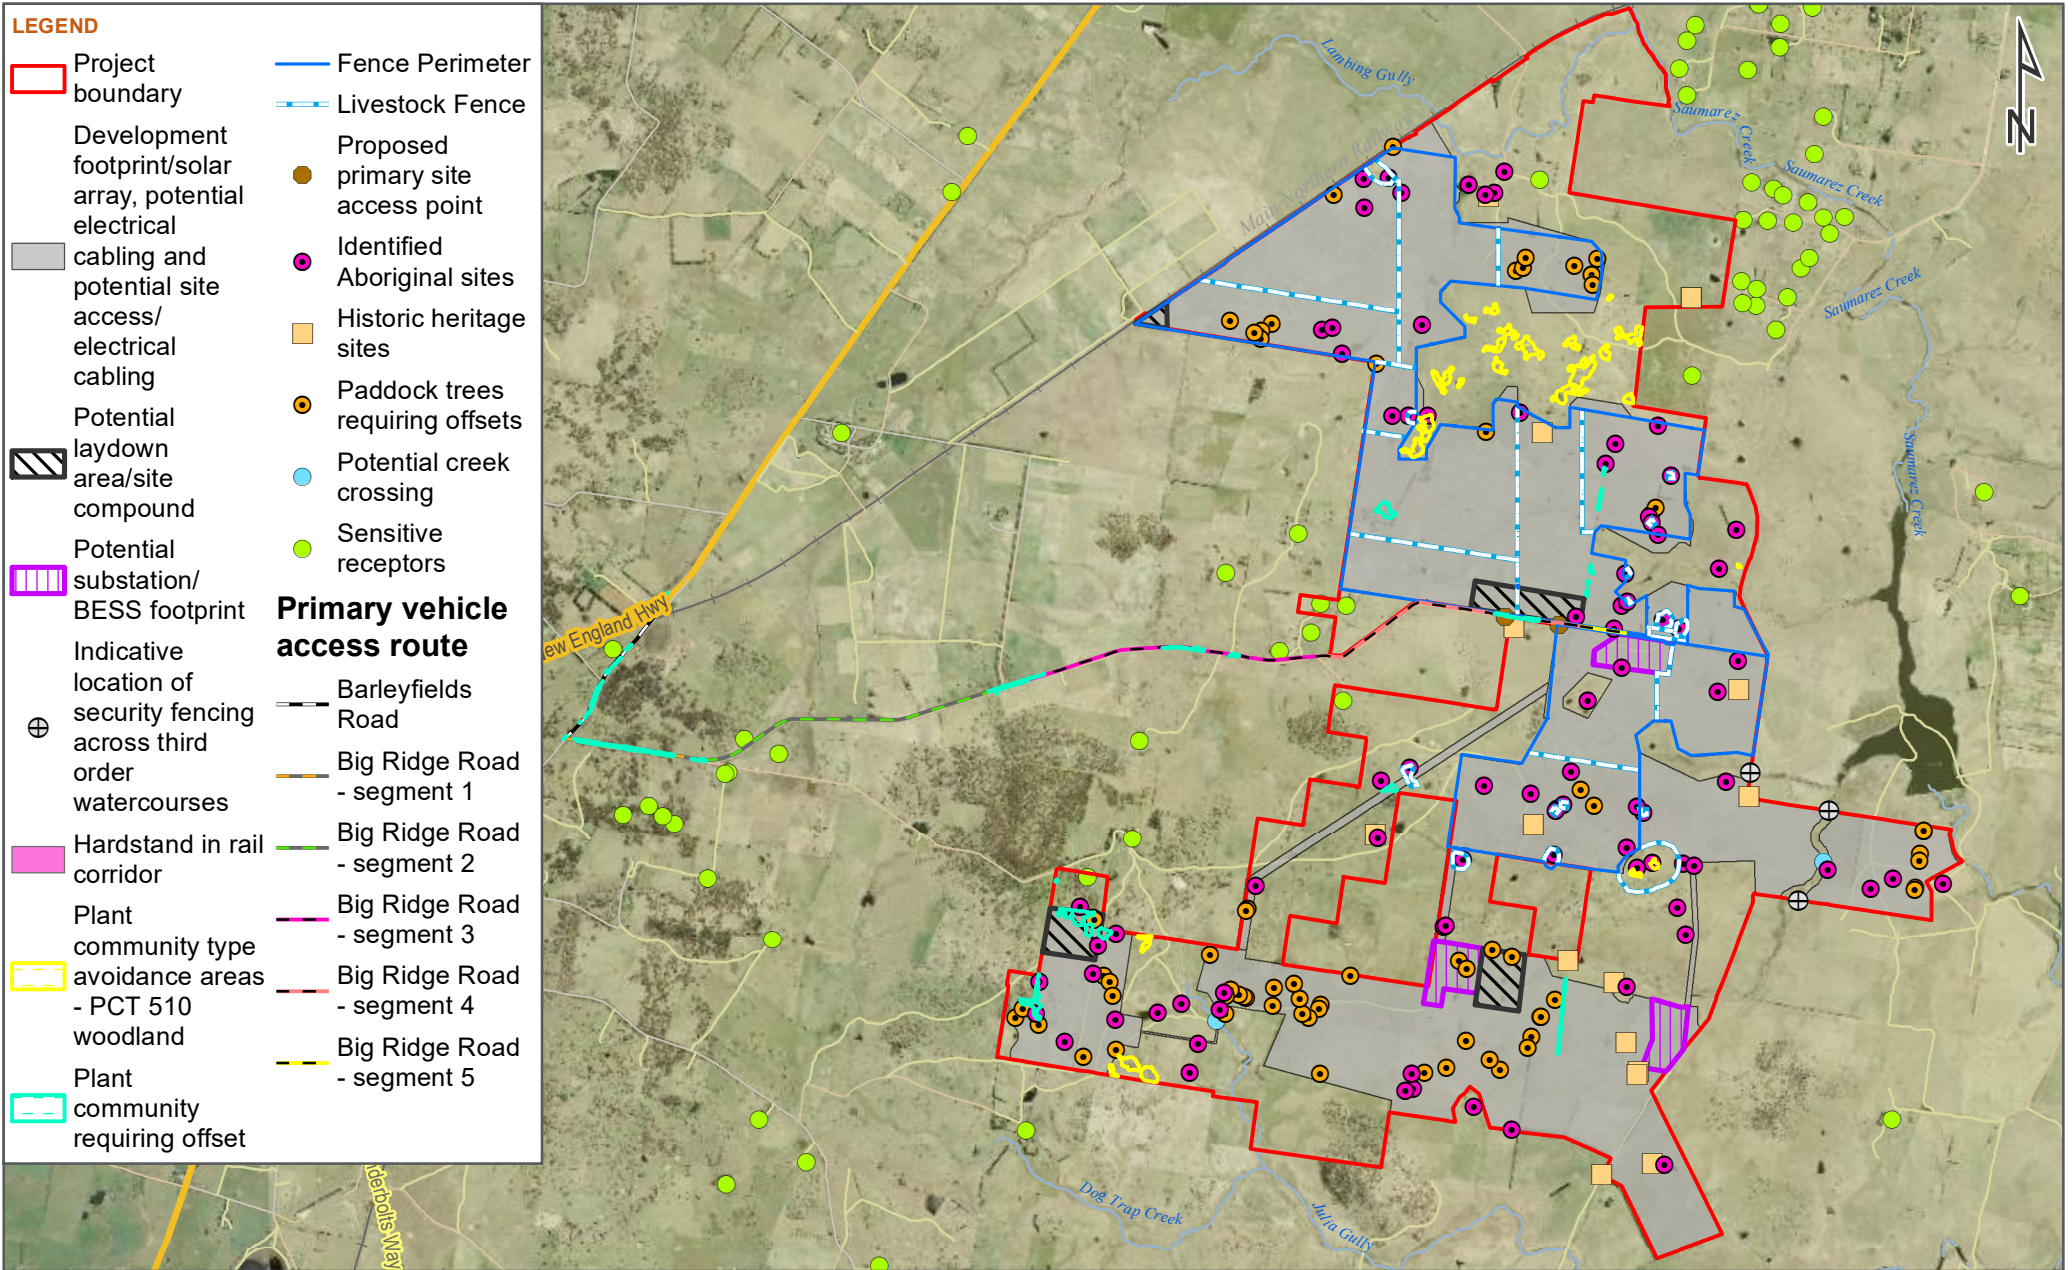 LEGEND
Project
boundary
Development
footprint/solar
array, potential
electrical
cabling and
potential site
access/
electrical
cabling
Potential
laydown
area/site
compound
Potential
substation/
BESS footprint
Indicative
location of
security fencing
across third
order
watercourses
Hardstand in rail
corridor
Plant
community type
avoidance areas
- PCT 510
woodland
Plant
community
requiring offset
Fence Perimeter
Livestock Fence
Proposed
primary site
access point
Identified
Aboriginal sites
Historic heritage
sites
Paddock trees
requiring offsets
Potential creek
crossing
Sensitive
receptors
Primary vehicle
access route
Barleyfields
Road
Big Ridge Road
- segment 1
Big Ridge Road
- segment 2
Big Ridge Road
- segment 3
Big Ridge Road
- segment 4
Big Ridge Road
- segment 5
Lambing Gully
Main Northern Railway
Saumarez Creek
Saumarez Creek
Saumarez Creek
Saumarez Creek
N
ew England Hwy
derbolts Way
Dog Trap Creek
Julia Gully